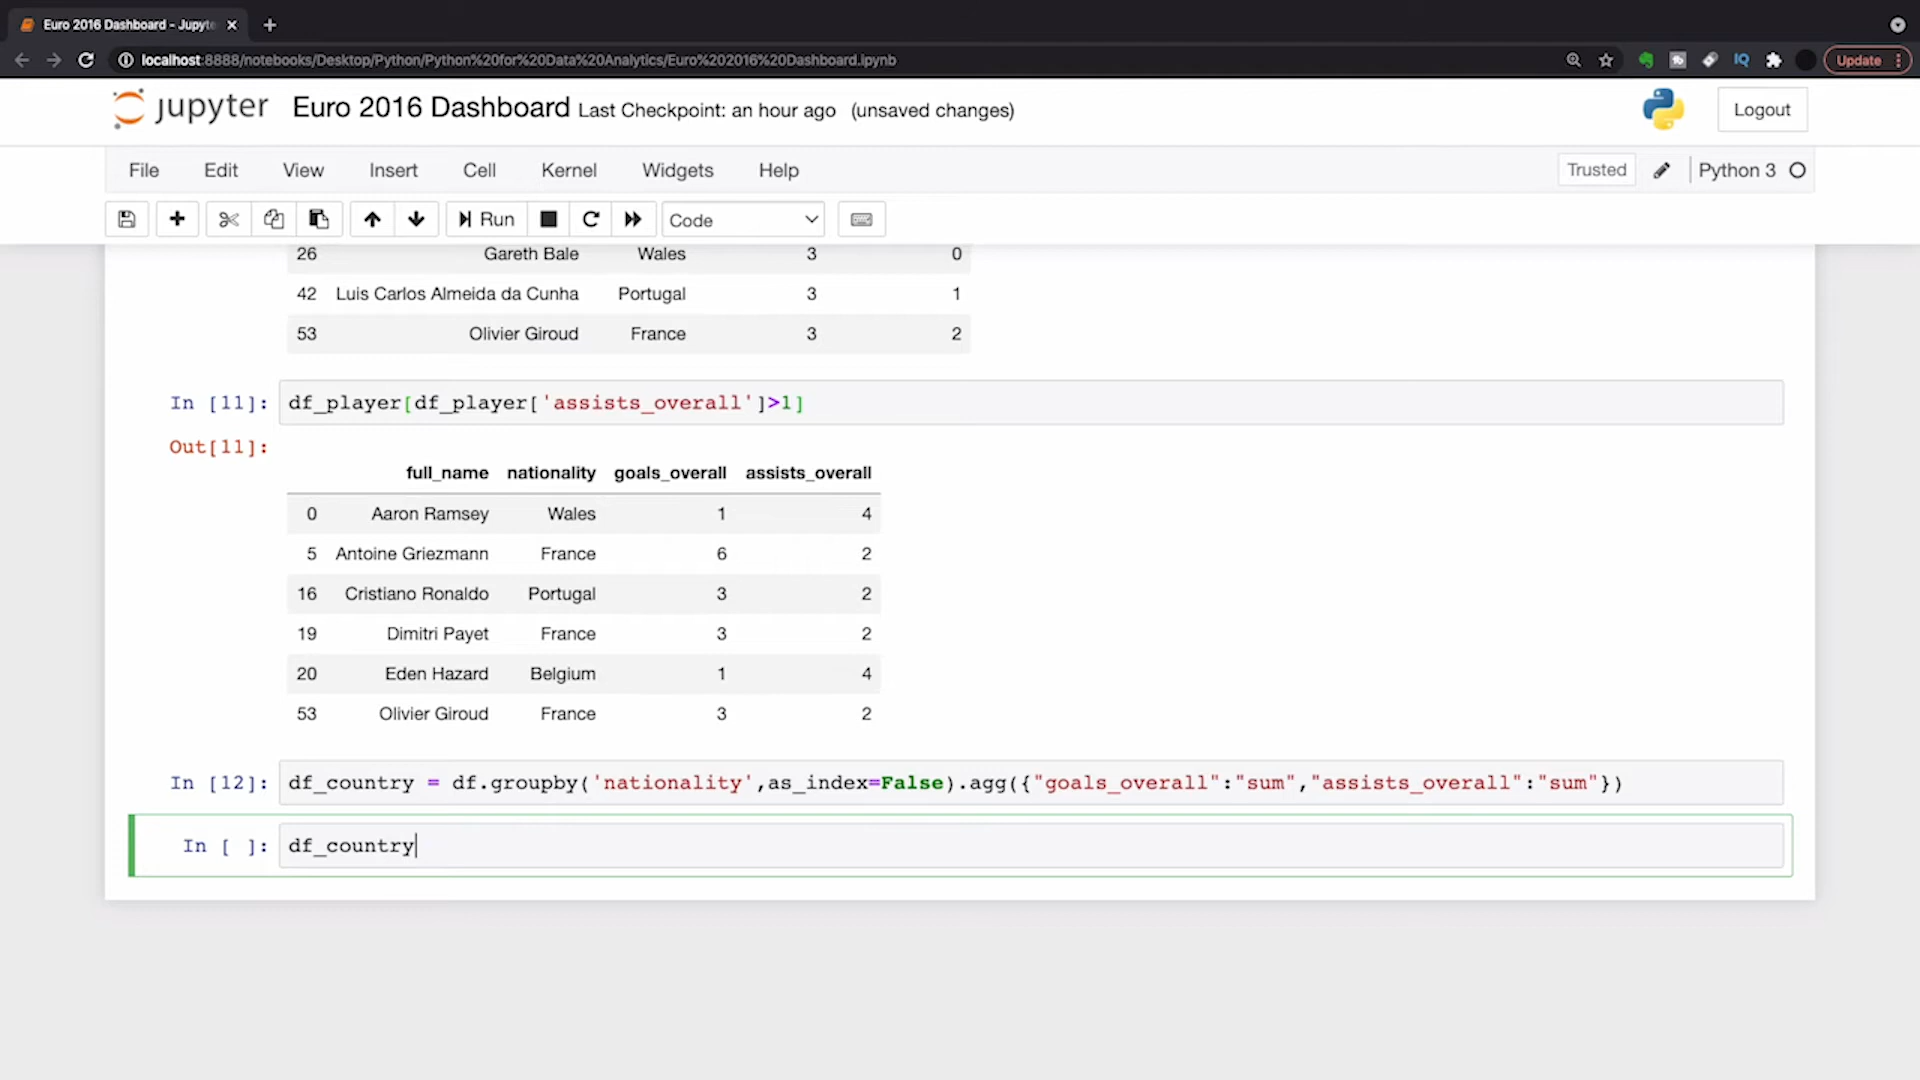 Euro 2016 Dashboard - Jupyte
localhost:8888/notebooks/Desktop/Python/Python%20for%20Data%20Analytics/Euro%202016%20Dashboard.ipynb
IQ
Update
jupyter Euro 2016 Dashboard Last Checkpoint: an hour ago (unsaved changes)
Logout
File Edit View Insert Cell Kernel Widgets Help
Trusted
Python 3
Run
Code
26 Gareth Bale Wales 3 0
42 Luis Carlos Almeida da Cunha Portugal 3 1
53 Olivier Giroud France 3 2
In [11]: df_player[df_player['assists_overall']>1]
Out[11]:
full_name nationality goals_overall assists_overall
0 Aaron Ramsey Wales 1 4
5 Antoine Griezmann France 6 2
16 Cristiano Ronaldo Portugal 3 2
19 Dimitri Payet France 3 2
20 Eden Hazard Belgium 1 4
53 Olivier Giroud France 3 2
In [12]: df_country = df.groupby('nationality',as_index=False).agg({"goals_overall":"sum","assists_overall":"sum"})
In [ ]: df_country